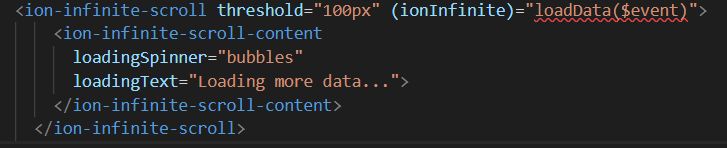 <ion-infinite-scroll threshold="100px" (ionInfinite)="loadData($event)">
<ion-infinite-scroll-content
loadingSpinner="bubbles"
loadingText="Loading more data...">
</ion-infinite-scroll-content>
</ion-infinite-scroll>